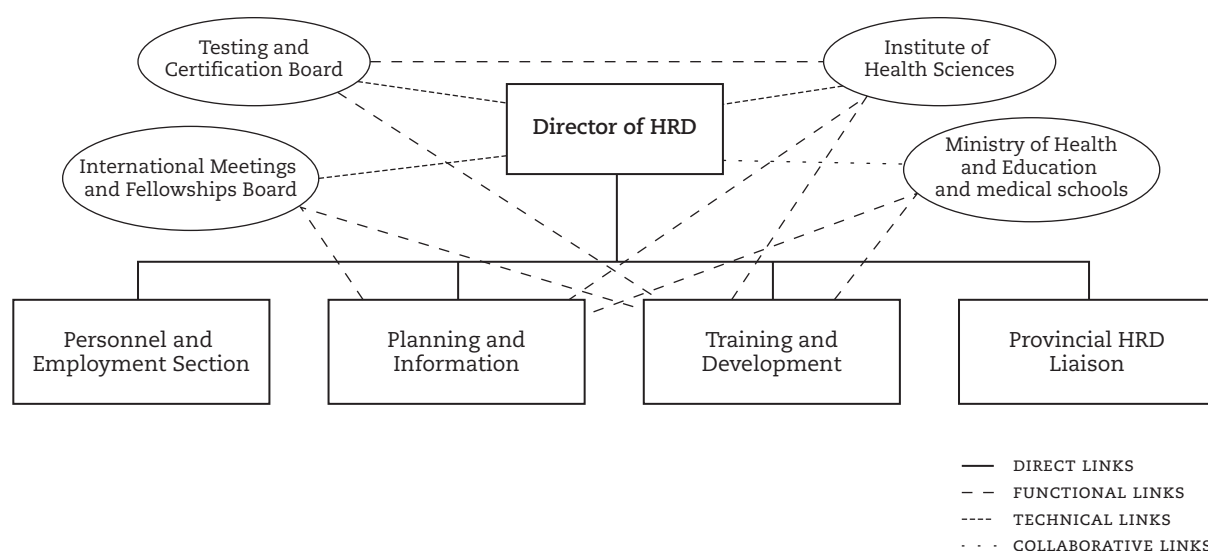 Testing and
Certification Board
Institute of
Health Sciences
Director of HRD
International Meetings
and Fellowships Board
Ministry of Health
and Education
and medical schools
Personnel and
Employment Section
Planning and
Information
Training and
Development
Provincial HRD
Liaison
DIRECT LINKS
FUNCTIONAL LINKS
TECHNICAL LINKS
COLLABORATIVE LINKS